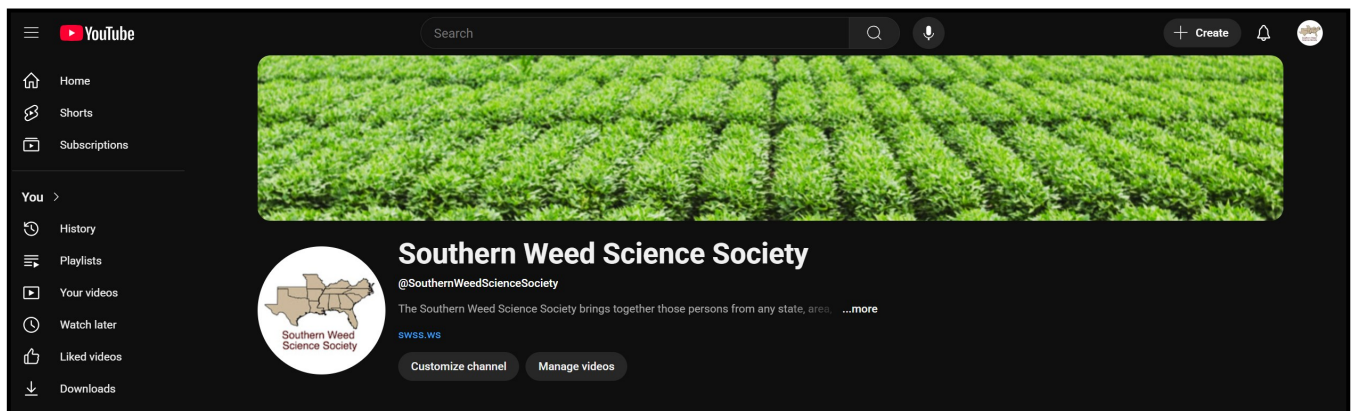 YouTube
Search
Create
Home
Shorts
Subscriptions
You
History
Playlists
Your videos
Watch later
Liked videos
Downloads
Southern Weed
Science Society
Southern Weed Science Society
@SouthernWeedScienceSociety
The Southern Weed Science Society brings together those persons from any state, area, ...more
swss.ws
Customize channel
Manage videos